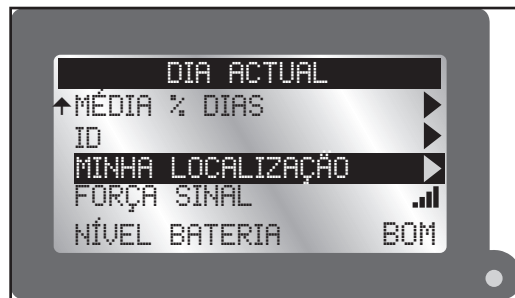 DIA ACTUAL
MÉDIA % DIAS
ID
MINHA LOCALIZAÇÃO
FORÇA SINAL
NÍVEL BATERIA BOM